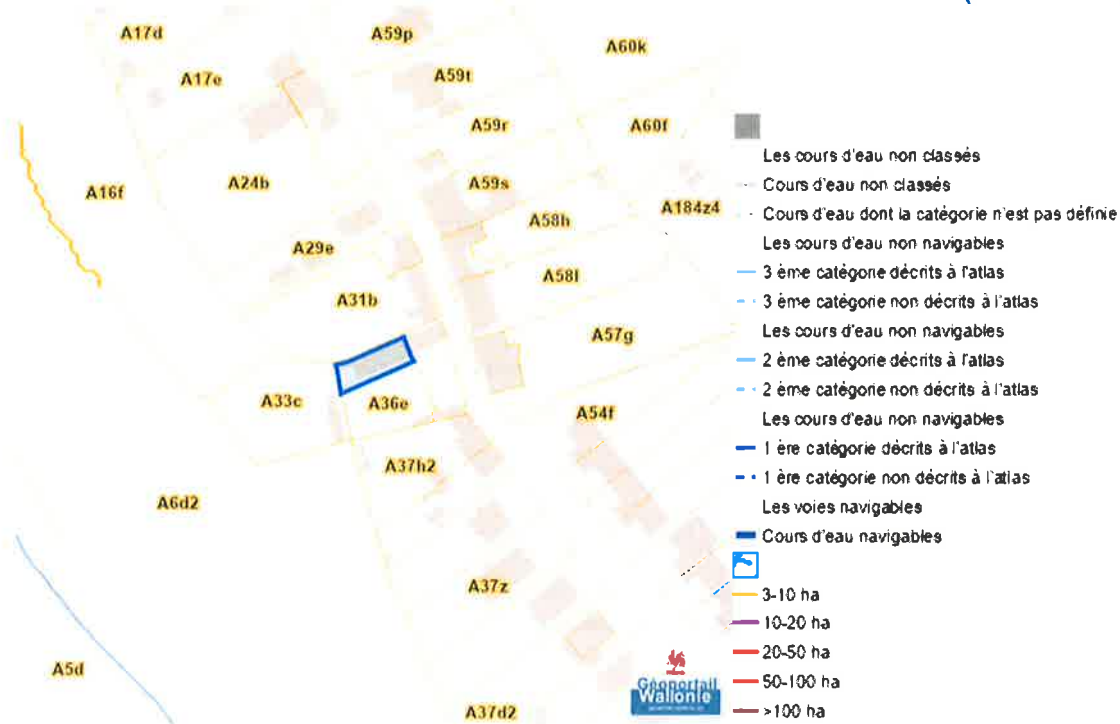 A17d
A59p
A60k
A17e
A59t
A59r
A60f
A16f
A24b
A59s
A58h
A184z4
A29e
A31b
A58l
A57g
A33c
A36e
A54f
A37h2
A6d2
A37z
A5d
A37d2
Géoportail
Wallonie
Les cours d'eau non classés
Cours d'eau non classés
Cours d'eau dont la catégorie n'est pas définie
Les cours d'eau non navigables
3 ème catégorie décrits à l'atlas
3 ème catégorie non décrits à l'atlas
Les cours d'eau non navigables
2 ème catégorie décrits à l'atlas
2 ème catégorie non décrits à l'atlas
Les cours d'eau non navigables
1 ère catégorie décrits à l'atlas
1 ère catégorie non décrits à l'atlas
Les voies navigables
Cours d'eau navigables
3-10 ha
10-20 ha
20-50 ha
50-100 ha
>100 ha